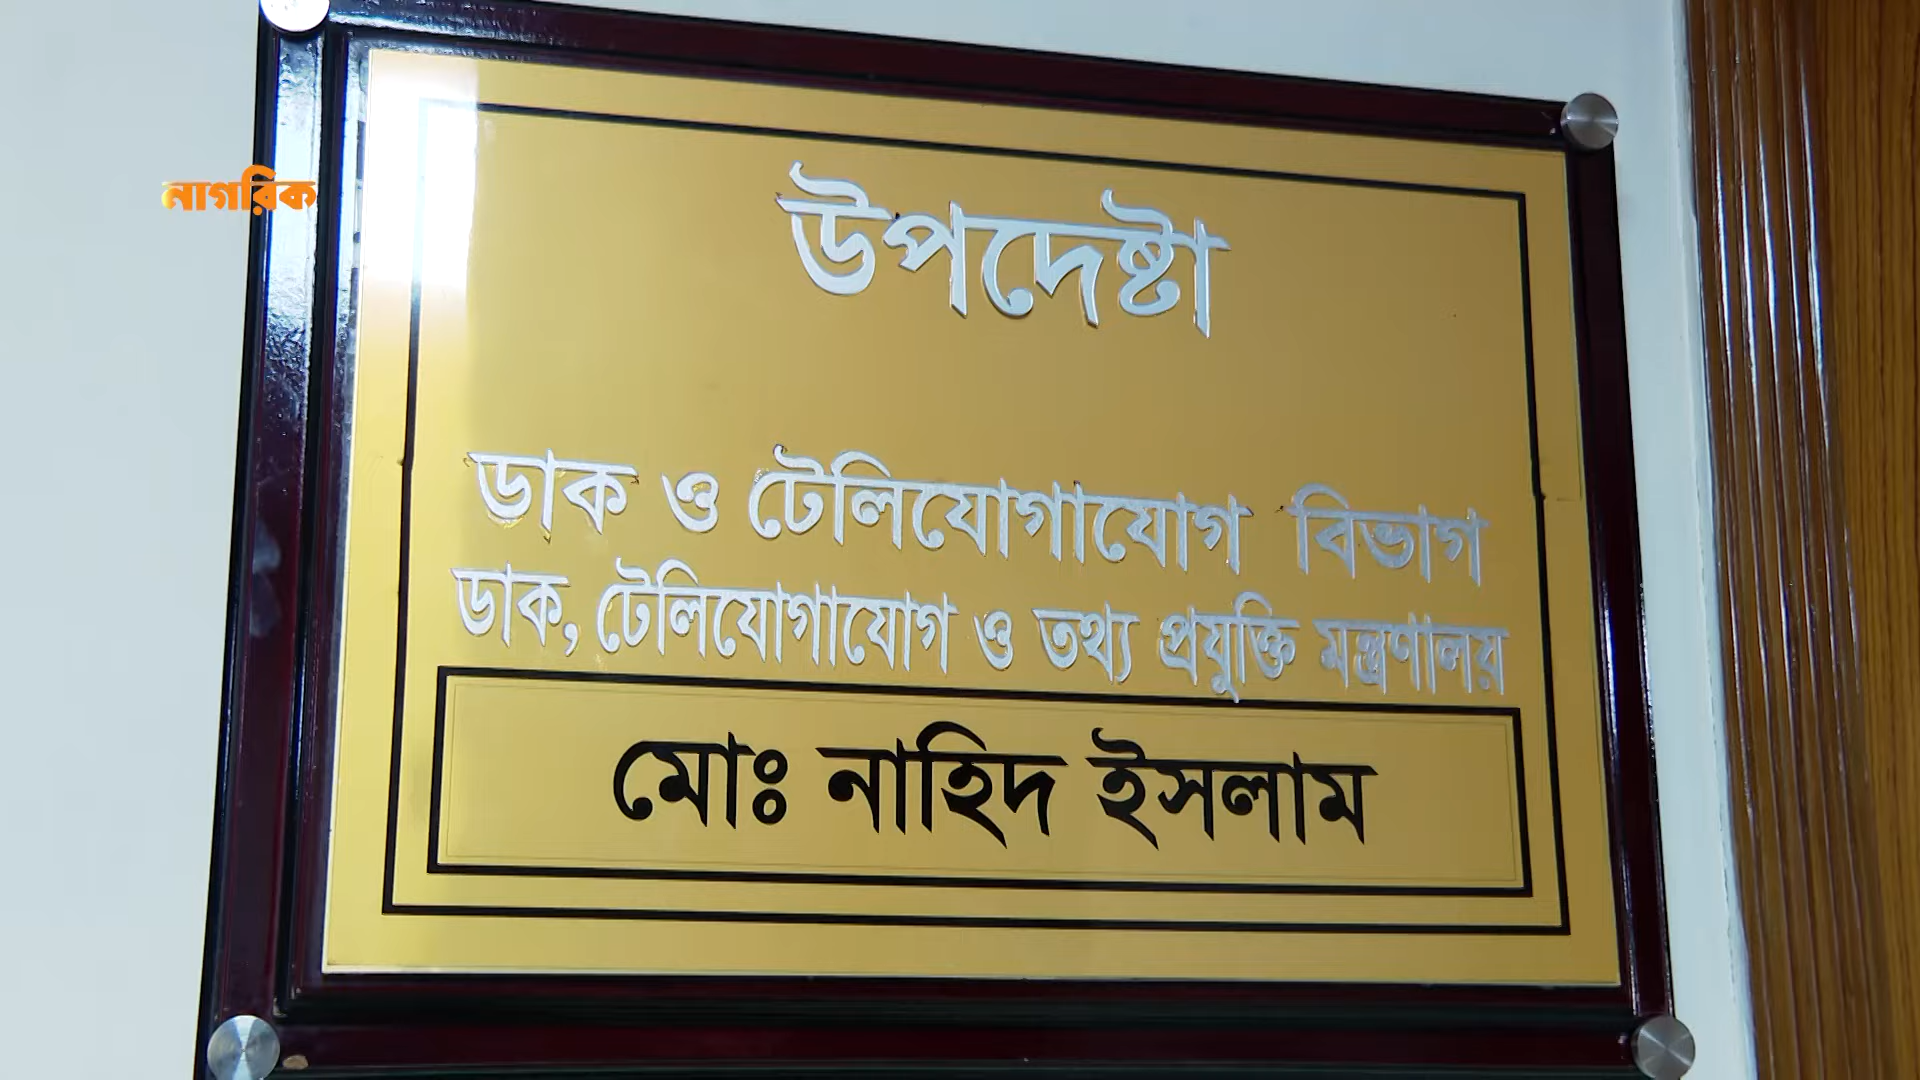 নাগরিক
উপদেষ্টা
ডাক ও টেলিযোগাযোগ বিভাগ
ডাক, টেলিযোগাযোগ ও তথ্য প্রযুক্তি মন্ত্রণালয়
মোঃ নাহিদ ইসলাম